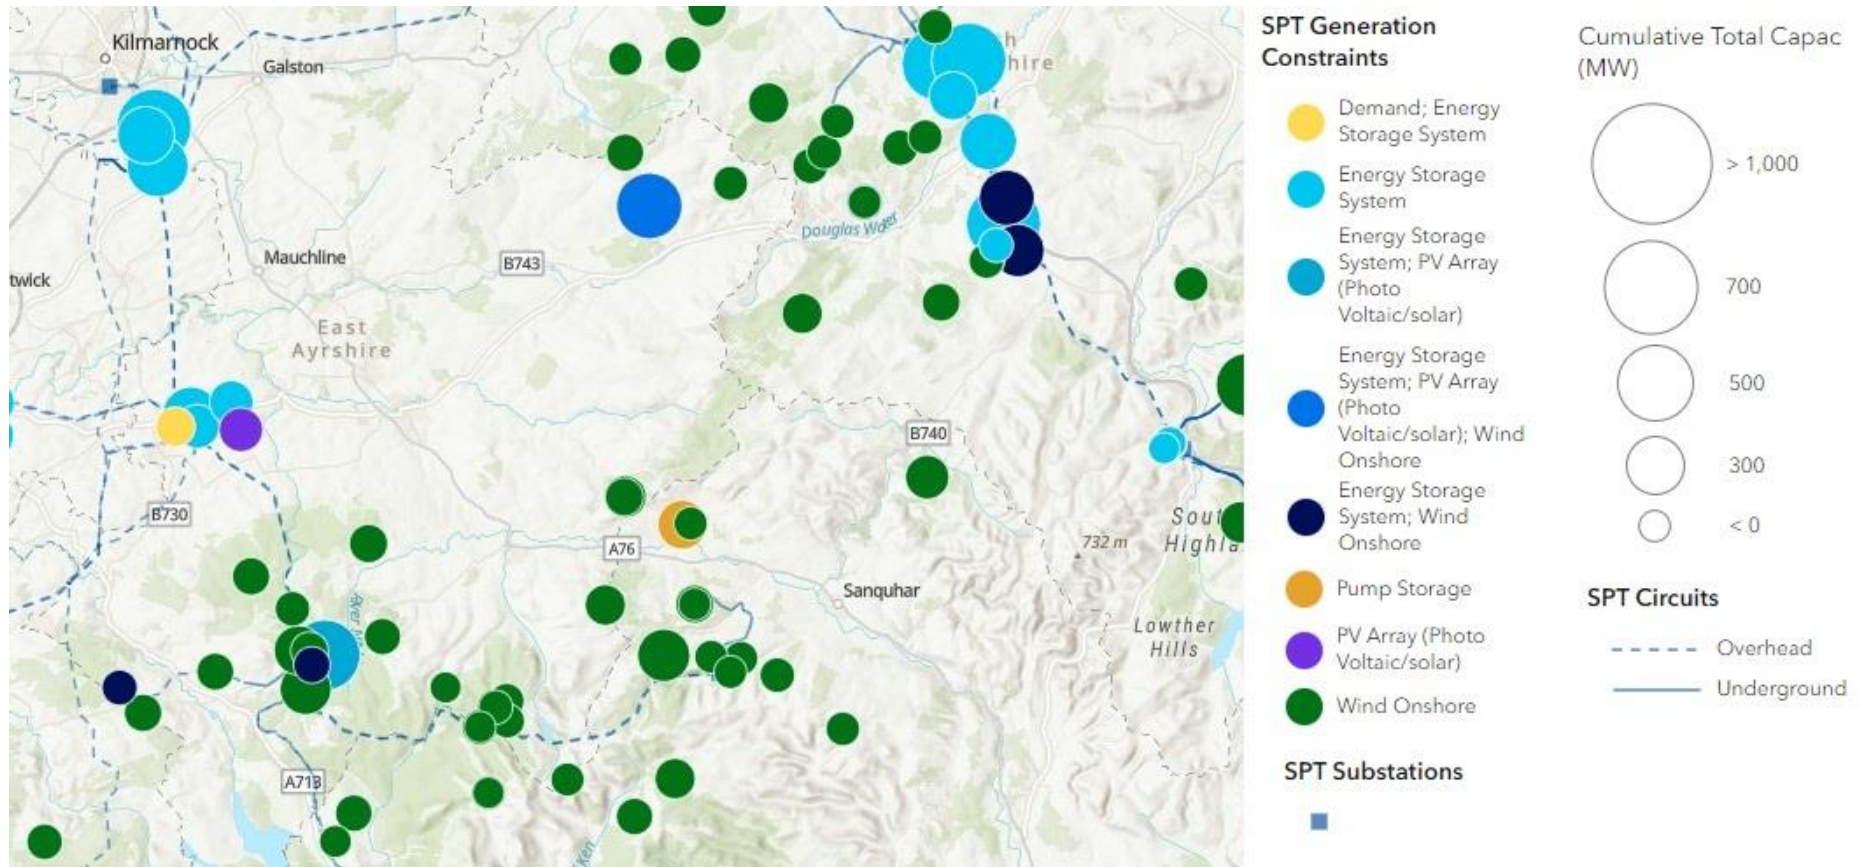 Kilmarnock
Galston
hire
Douglas Water
Mauchline
B743
twick
East
Ayrshire
B740
B730
A76
732 m
Sanquhar
Lowther
Hills
A713
Ken
SPT Generation
Constraints
Demand; Energy
Storage System
Energy Storage
System
Energy Storage
System; PV Array
(Photo
Voltaic/solar)
Energy Storage
System; PV Array
(Photo
Voltaic/solar); Wind
Onshore
Energy Storage
System; Wind
Onshore
Pump Storage
PV Array (Photo
Voltaic/solar)
Wind Onshore
SPT Substations
Cumulative Total Capac
(MW)
> 1,000
700
500
300
< 0
SPT Circuits
Overhead
Underground